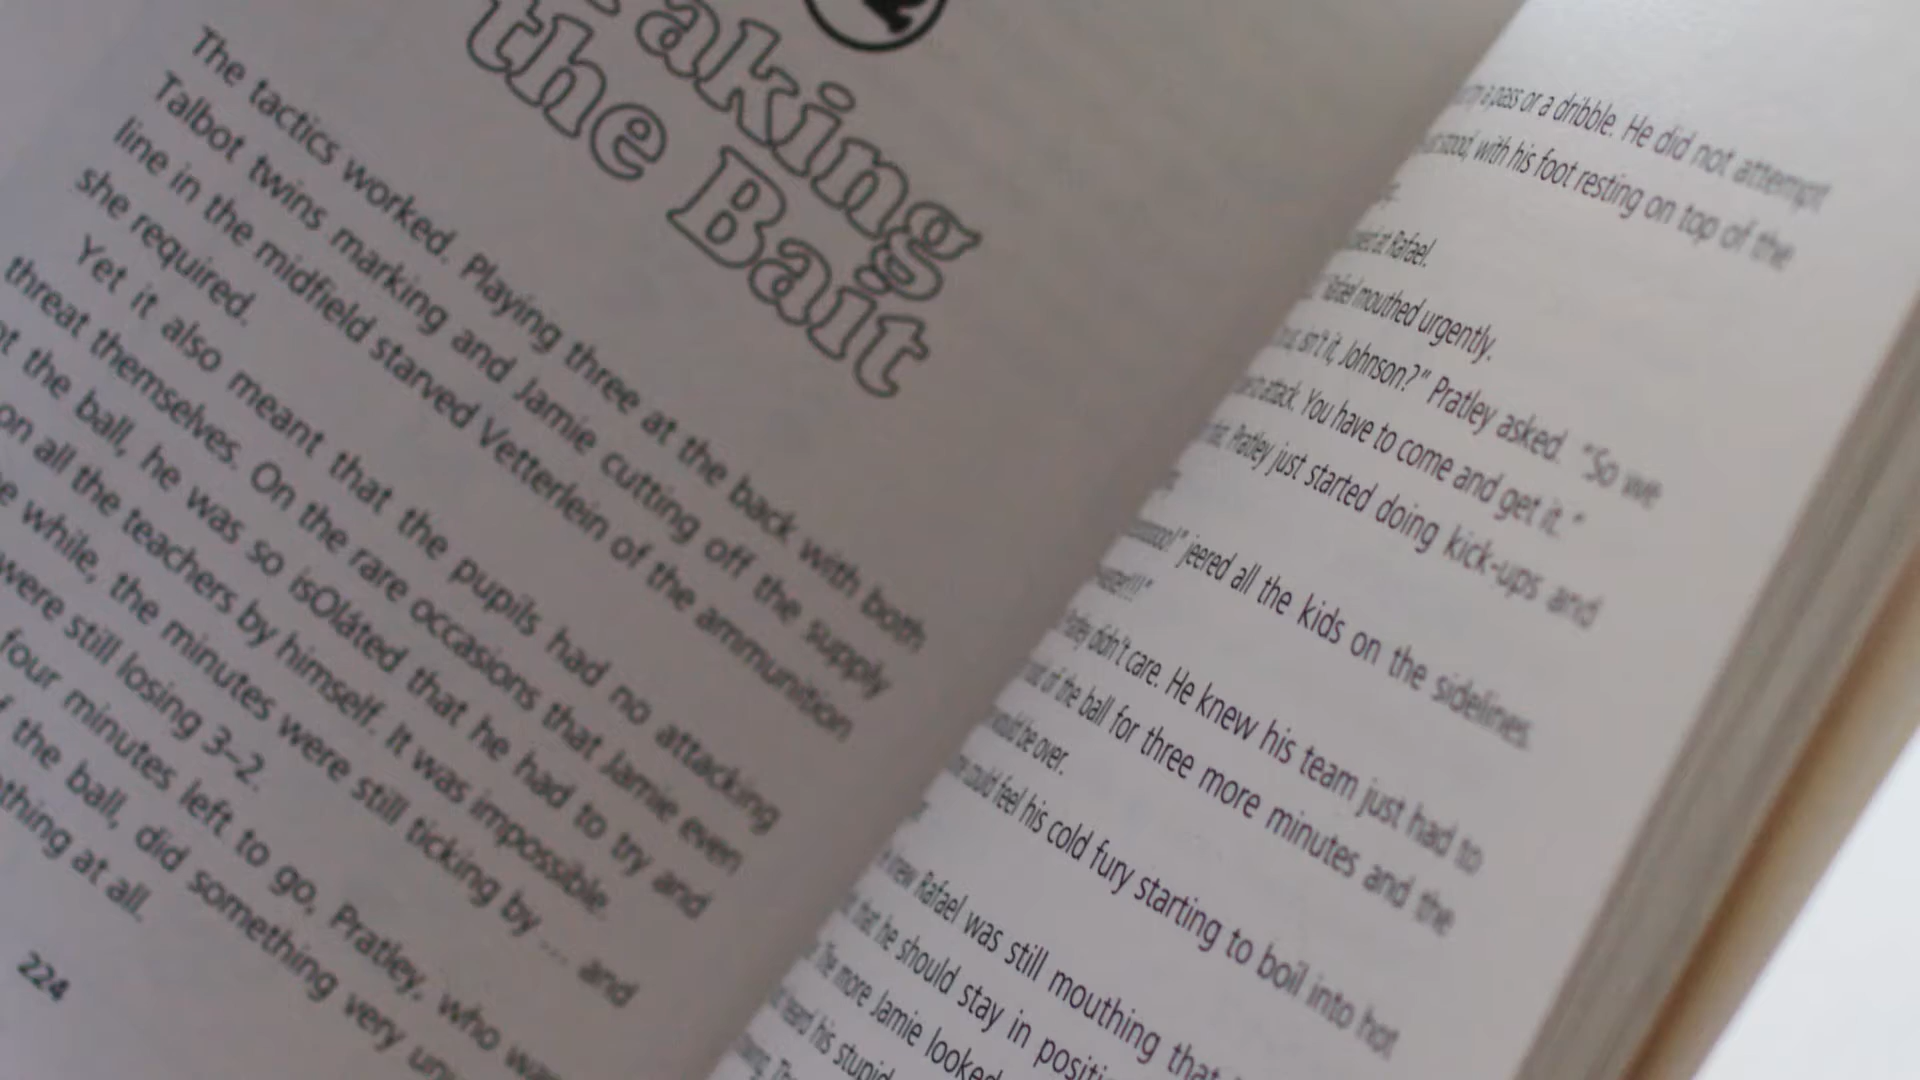 Taking
the Bait
The tactics worked. Playing three at the back with both
Talbot twins marking and Jamie cutting off the supply
line in the midfield starved Vetterlein of the ammunition
she required.
Yet it also meant that the pupils had no attacking
threat themselves. On the rare occasions that Jamie even
the ball, he was so isOláted that he had to try and
on all the teachers by himself. It was impossible.
while, the minutes were still ticking by ... and
were still losing 3–2.
four minutes left to go, Pratley, who was
the ball, did something very
at all.
224
a pass or a dribble. He did not attempt
stood, with his foot resting on top of the
at Rafael.
Rafael mouthed urgently.
isn't it, Johnson?" Pratley asked. "So we
attack. You have to come and get it."
Pratley just started doing kick-ups and
jeered all the kids on the sidelines.
didn't care. He knew his team just had to
of the ball for three more minutes and the
would be over.
could feel his cold fury starting to boil into hot
knew Rafael was still mouthing that
that he should stay in
The more Jamie looked
his stupid